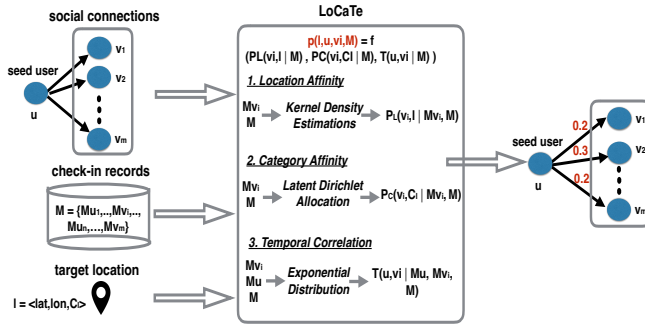 social connections
v1
v2
vm
seed user
u
check-in records
M = {Mu1,..,Mvi,..,
Mun,...,Mvm}
target location
l = <lat,lon,Cl>
LoCaTe
p(l,u,vi,M) = f
(PL(vi,l | M) , PC(vi,Cl | M), T(u,vi | M) )
1. Location Affinity
Mvi
M
Kernel Density
Estimations
PL(vi,l | Mvi, M)
2. Category Affinity
Mvi
M
Latent Dirichlet
Allocation
PC(vi,Cl | Mvi, M)
3. Temporal Correlation
Mvi
Mu
M
Exponential
Distribution
T(u,vi | Mu, Mvi,
M)
seed user
u
0.2
0.3
0.2
v1
v2
vm